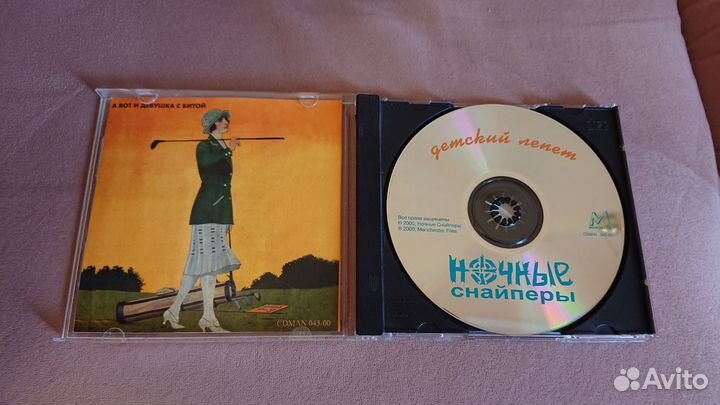 А ВОТ И ДЕВУШКА С БИТОЙ
CDMAN 043-00
детский лепет
Все права защищены
℗ 2000, Ночные Снайперы
© 2000, Manchester Files
M
НОЧНЫЕ
СНАЙПЕРЫ
Avito